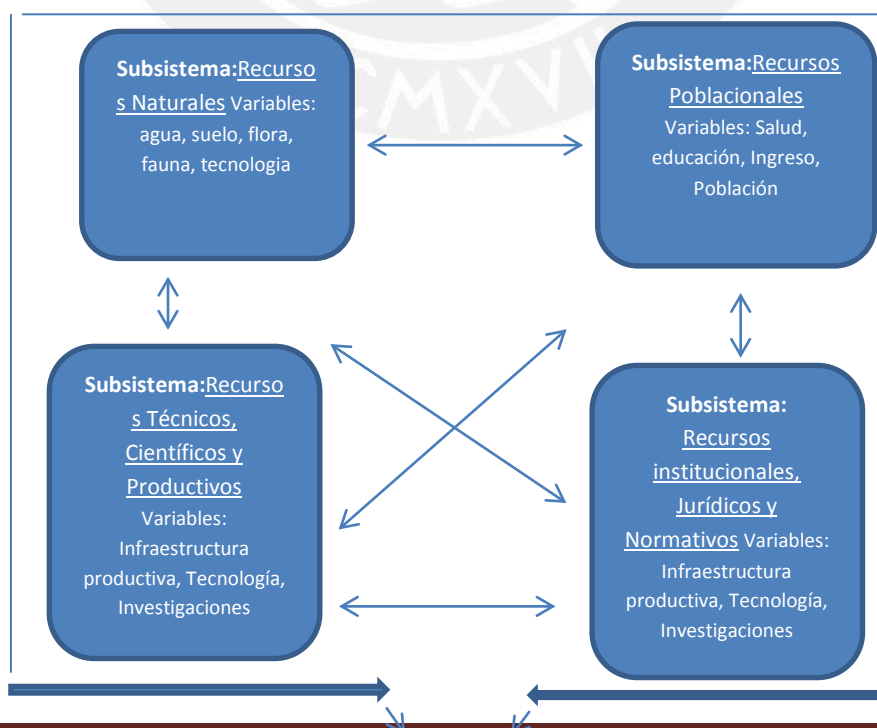 CMXVII
Subsistema:Recurso
s Naturales Variables:
agua, suelo, flora,
fauna, tecnologia
Subsistema:Recursos
Poblacionales
Variables: Salud,
educación, Ingreso,
Población
Subsistema:Recurso
s Técnicos,
Científicos y
Productivos
Variables:
Infraestructura
productiva, Tecnología,
Investigaciones
Subsistema:
Recursos
institucionales,
Jurídicos y
Normativos Variables:
Infraestructura
productiva, Tecnología,
Investigaciones